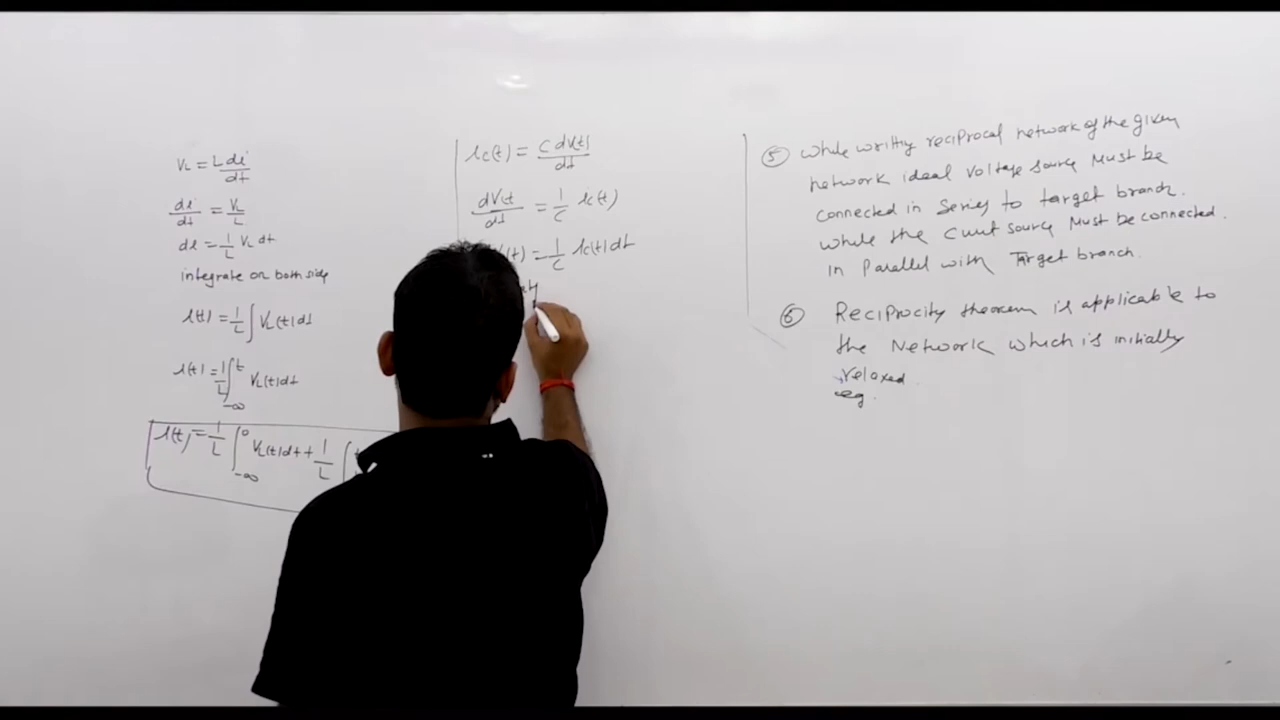 VL = L di/dt
di/dt = VL/L
di = 1/L VL dt
integrate on both side
i(t) = 1/L ∫ VL(t)dt
i(t) = 1/L ∫_-∞^t VL(t)dt
i(t) = 1/L ∫_-∞^0 VL(t)dt + 1/L ∫
ic(t) = C dv(t)/dt
dv(t/dt = 1/C ic(t)
(t) = 1/C ic(t)dt
⑤ while writing reciprocal network of the given
network ideal voltage source must be
connected in series to target branch.
while the cuut source must be connected.
in parallel with Target branch.
⑥ Reciprocity theorem is applicable to
the Network which is initially
relaxed.
eg.